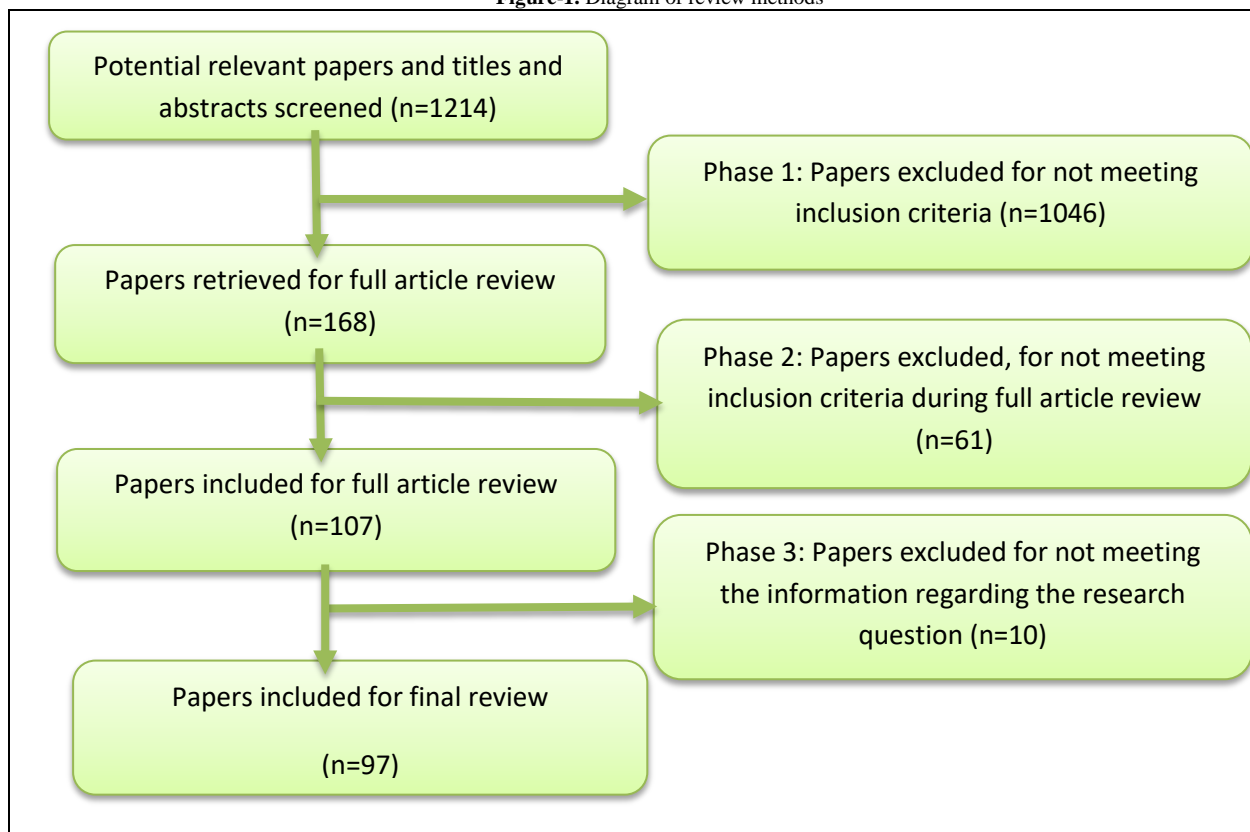 Figure-1. Diagram of review methods
Potential relevant papers and titles and
abstracts screened (n=1214)
Phase 1: Papers excluded for not meeting
inclusion criteria (n=1046)
Papers retrieved for full article review
(n=168)
Phase 2: Papers excluded, for not meeting
inclusion criteria during full article review
(n=61)
Papers included for full article review
(n=107)
Phase 3: Papers excluded for not meeting
the information regarding the research
question (n=10)
Papers included for final review
(n=97)